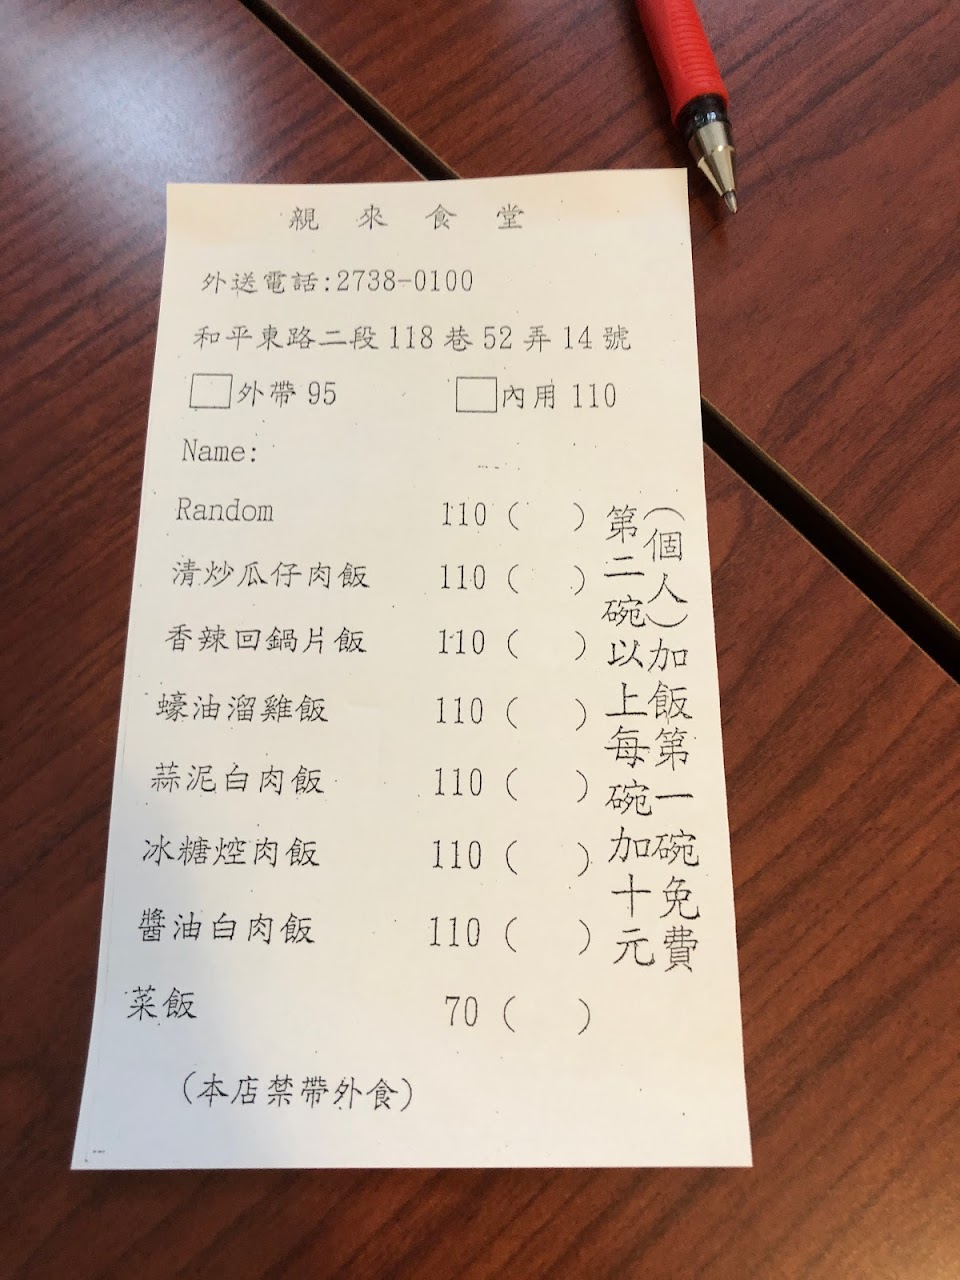 親來食堂
外送電話:2738-0100
和平東路二段118巷52弄14號
外帶95 內用110
Name:
Random 110 ( )
清炒瓜仔肉飯 110 ( )
香辣回鍋片飯 110 ( )
蠔油溜雞飯 110 ( )
蒜泥白肉飯 110 ( )
冰糖焢肉飯 110 ( )
醬油白肉飯 110 ( )
菜飯 70 ( )
(個人)加飯第一碗免費
第二碗以上每碗加十元
(本店禁帶外食)